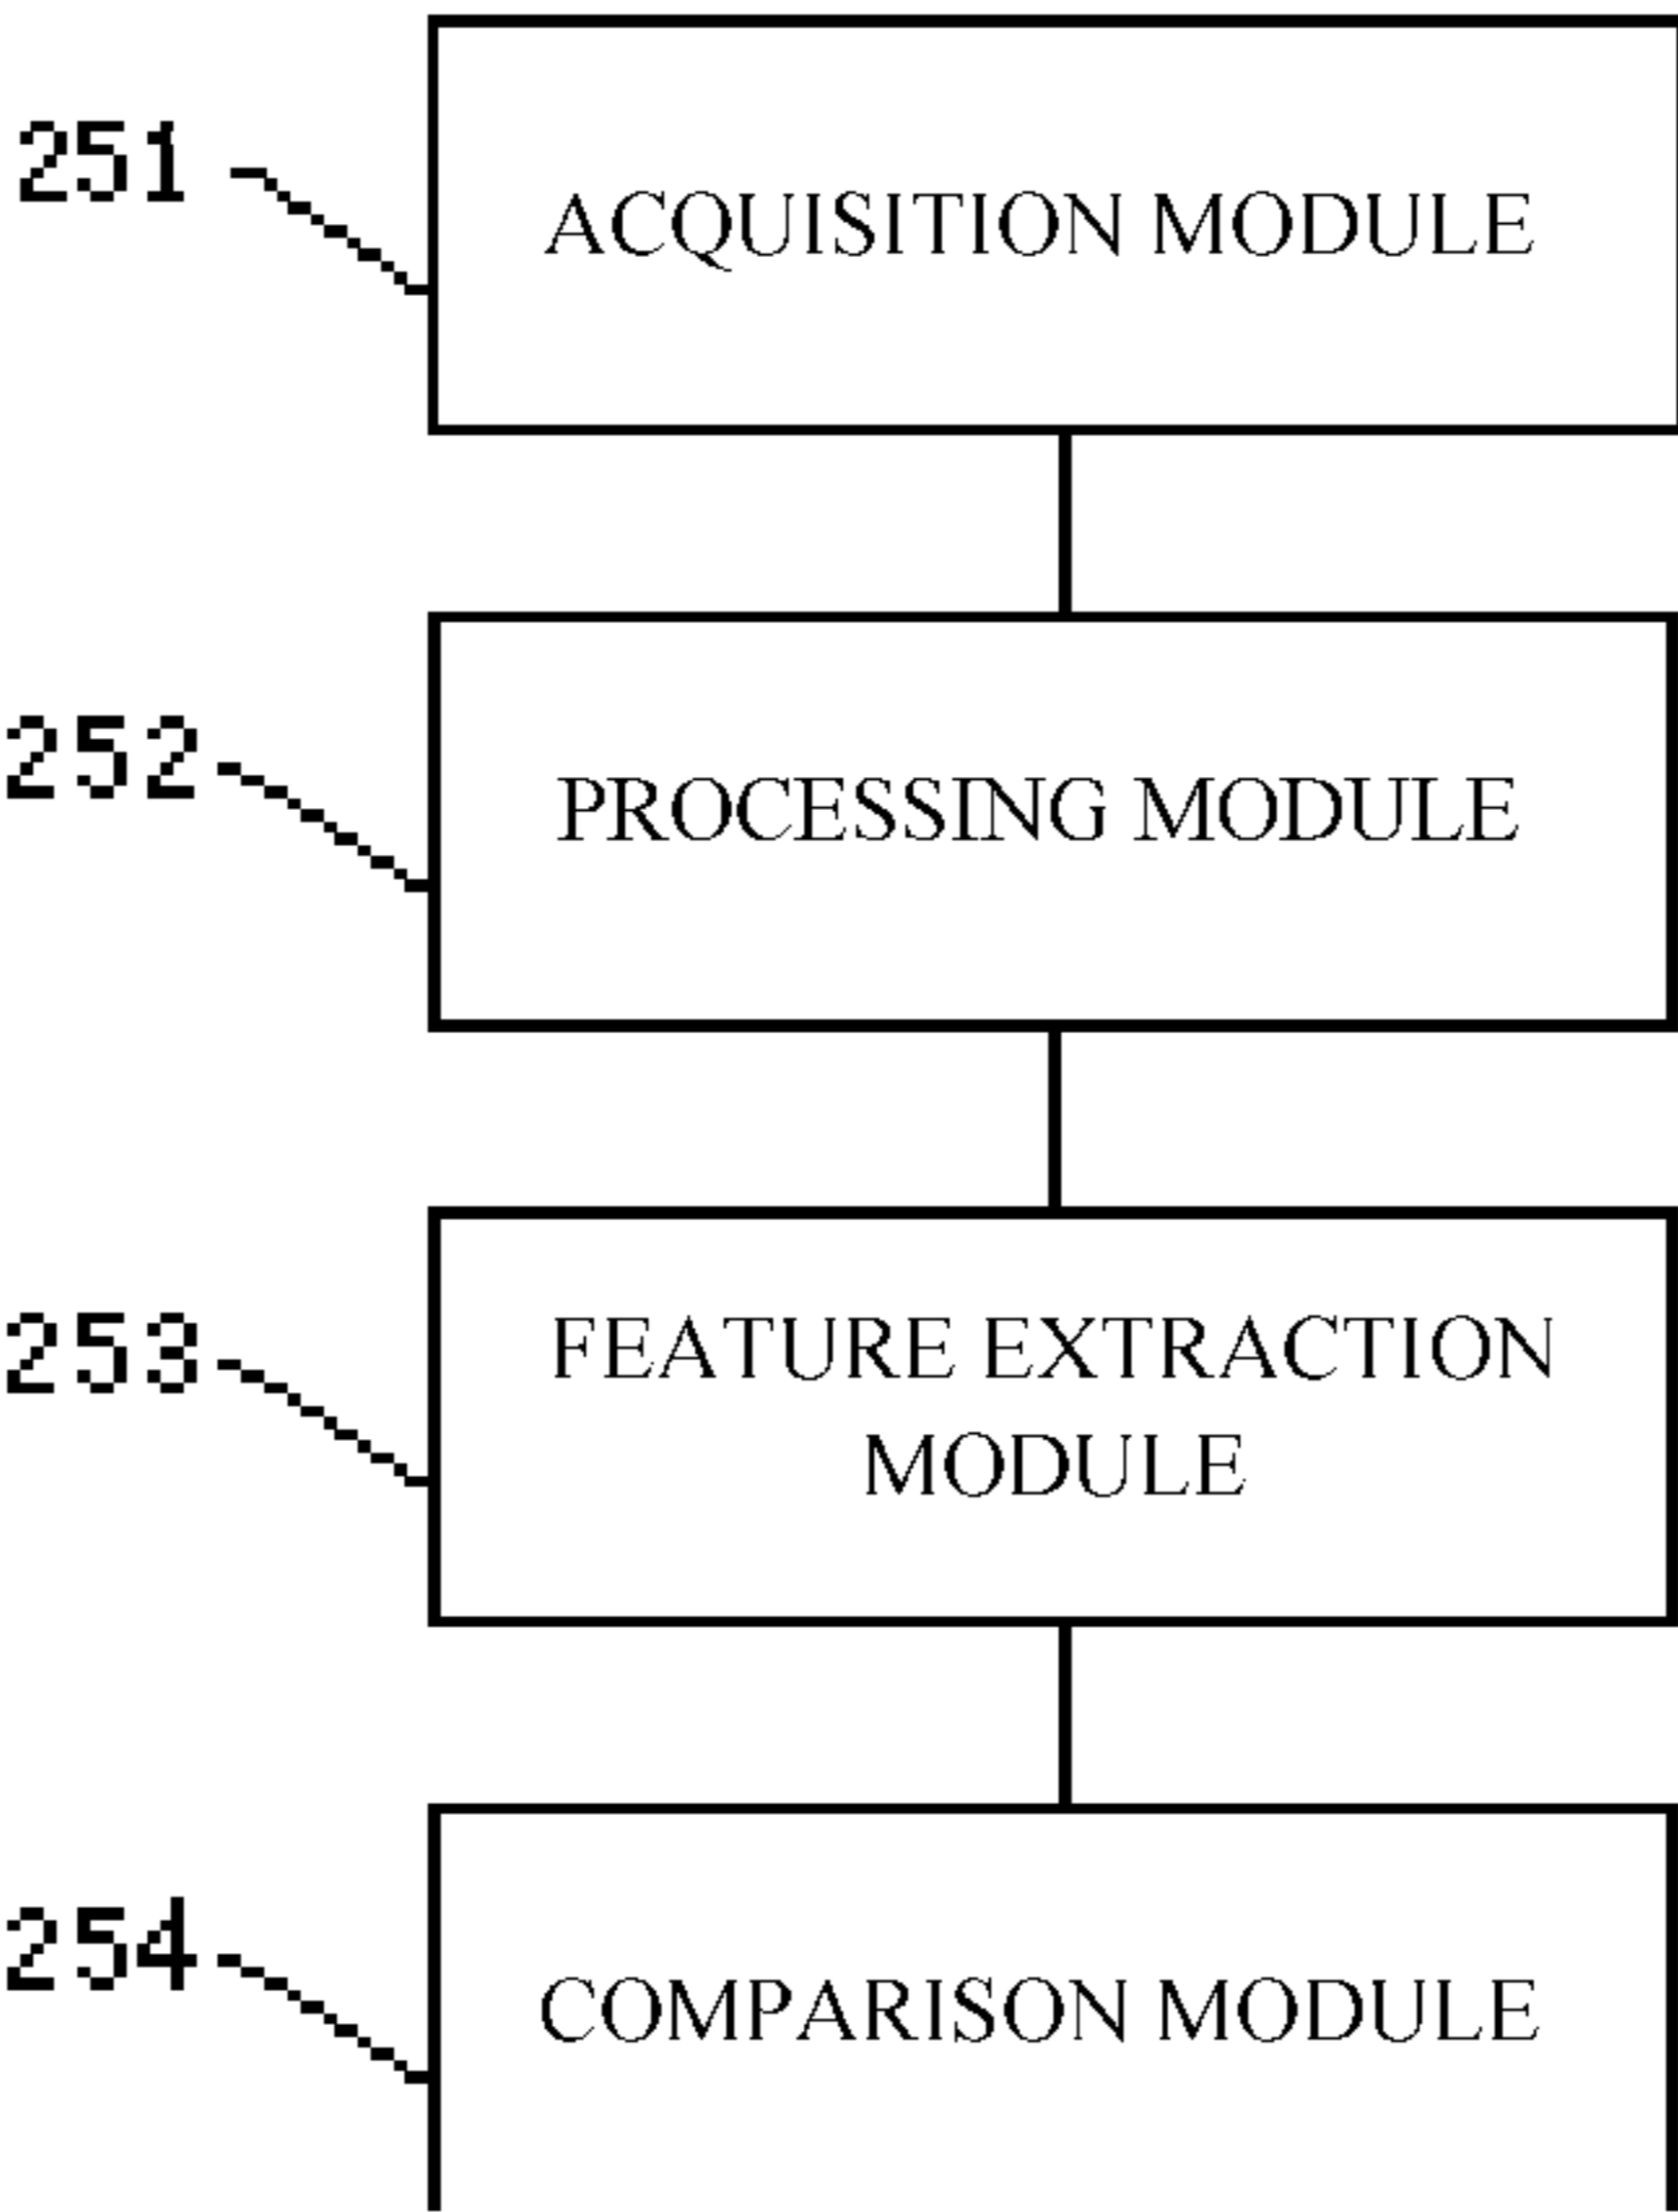 251
ACQUISITION MODULE
252
PROCESSING MODULE
253
FEATURE EXTRACTION
MODULE
254
COMPARISON MODULE